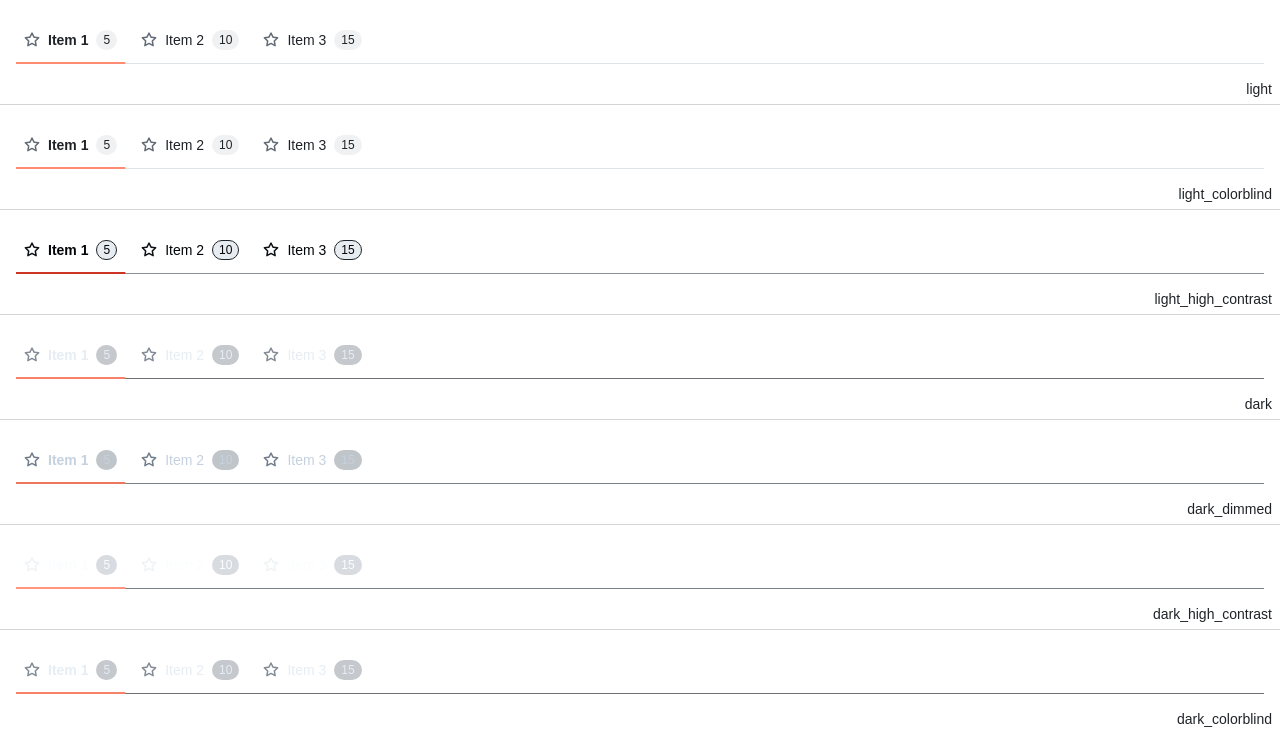 Item 1 5 Item 2 10 Item 3 15
light
Item 1 5 Item 2 10 Item 3 15
light_colorblind
Item 1 5 Item 2 10 Item 3 15
light_high_contrast
Item 1 5 Item 2 10 Item 3 15
dark
Item 1 5 Item 2 10 Item 3 15
dark_dimmed
Item 1 5 10 15
dark_high_contrast
Item 1 5 Item 2 10 Item 3 15
dark_colorblind